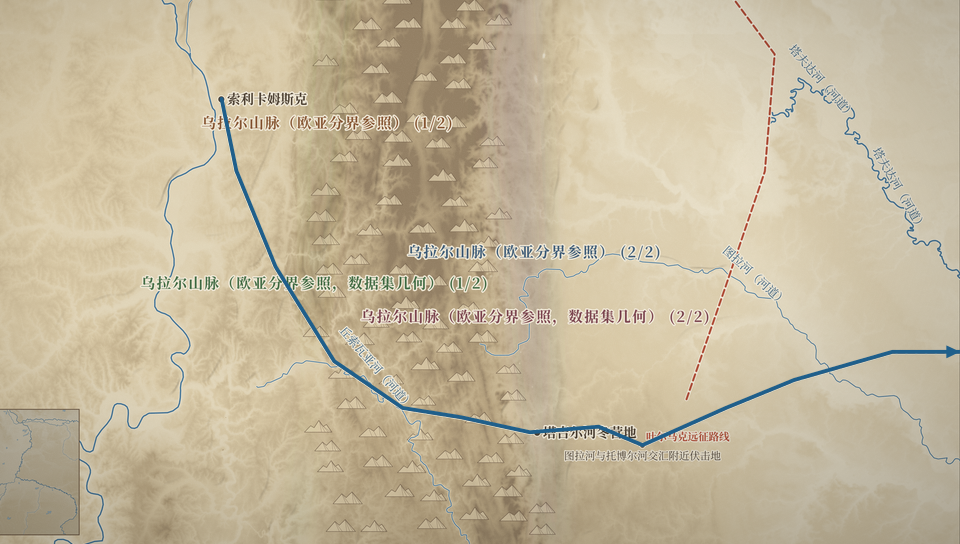 塔夫达河（河道）
索利卡姆斯克
乌拉尔山脉（欧亚分界参照） (1/2)
塔夫达河（河道）
乌拉尔山脉（欧亚分界参照） (2/2)
图拉河（河道）
乌拉尔山脉（欧亚分界参照，数据集几何） (1/2)
乌拉尔山脉（欧亚分界参照，数据集几何） (2/2)
丘索瓦亚河（河道）
塔吉尔河冬营地
叶尔马克远征路线
图拉河与托博尔河交汇附近伏击地